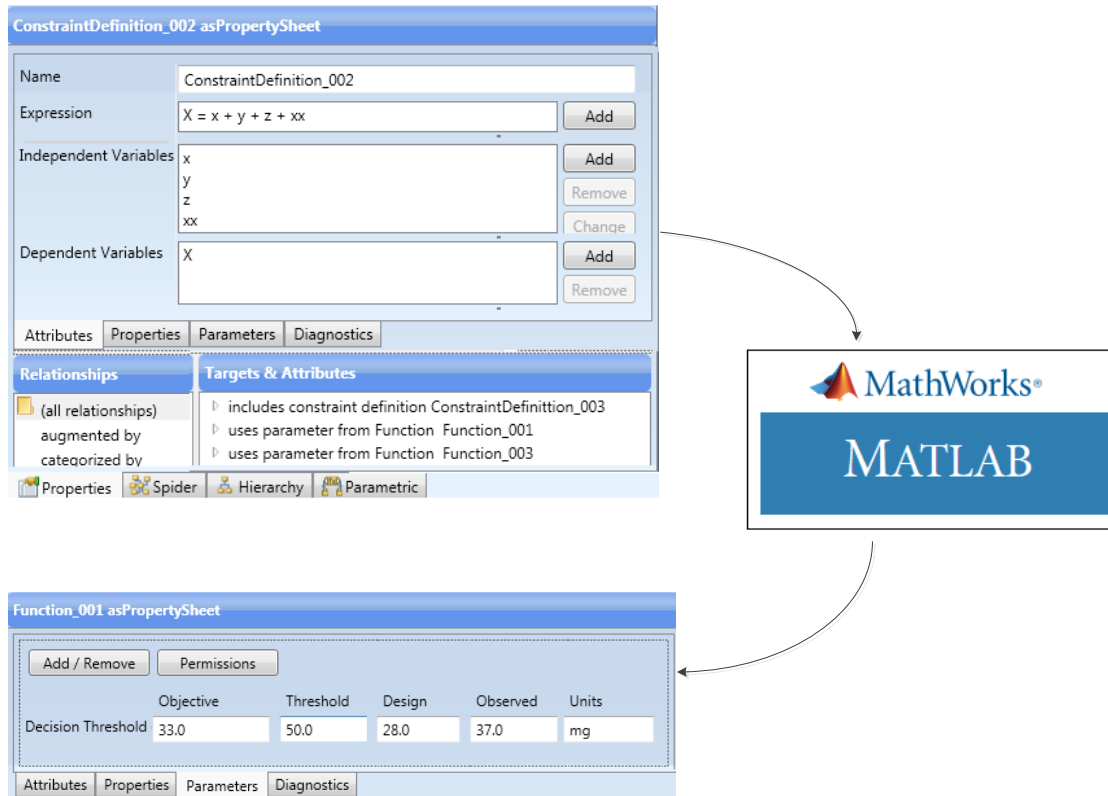 ConstraintDefinition_002 asPropertySheet
Name ConstraintDefinition_002
Expression X = x + y + z + xx Add
Independent Variables x Add
y
Remove
z
xx Change
Dependent Variables X Add
Remove
Attributes Properties Parameters Diagnostics
Relationships Targets & Attributes
(all relationships) includes constraint definition ConstraintDefinittion_003
augmented by uses parameter from Function Function_001
categorized by uses parameter from Function Function_003
Properties Spider Hierarchy Parametric
MathWorks®
MATLAB
Function_001 asPropertySheet
Add / Remove Permissions
Objective Threshold Design Observed Units
Decision Threshold 33.0 50.0 28.0 37.0 mg
Attributes Properties Parameters Diagnostics